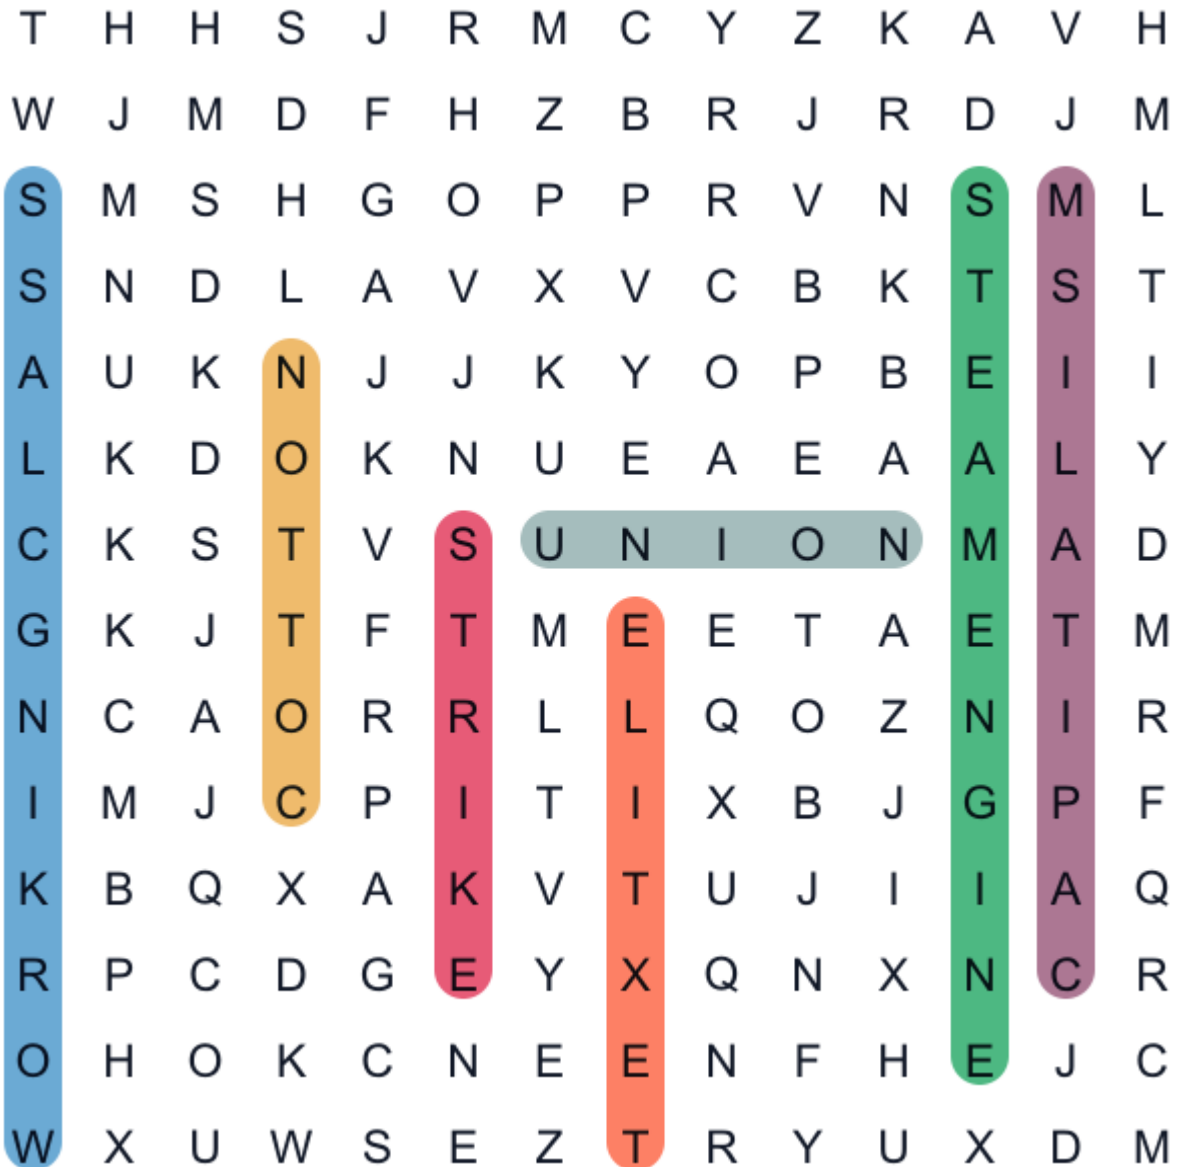 T H H S J R M C Y Z K A V H
W J M D F H Z B R J R D J M
S M S H G O P P R V N S M L
S N D L A V X V C B K T S T
A U K N J J K Y O P B E I I
L K D O K N U E A E A A L Y
C K S T V S U N I O N M A D
G K J T F T M E E T A E T M
N C A O R R L L Q O Z N I R
I M J C P I T I X B J G P F
K B Q X A K V T U J I I A Q
R P C D G E Y X Q N X N C R
O H O K C N E E N F H E J C
W X U W S E Z T R Y U X D M